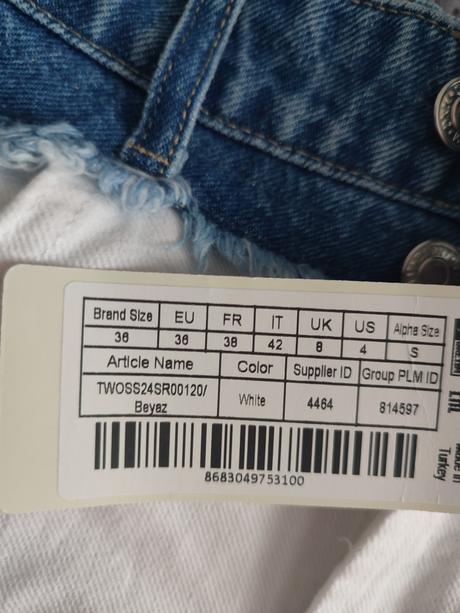 Brand Size EU FR IT UK US Alpha Size
36 36 38 42 8 4 S
Article Name Color Supplier ID Group PLM ID
TWOSS24SR00120/
Beyaz White 4464 814597
8683049753100
Made in
Turkey